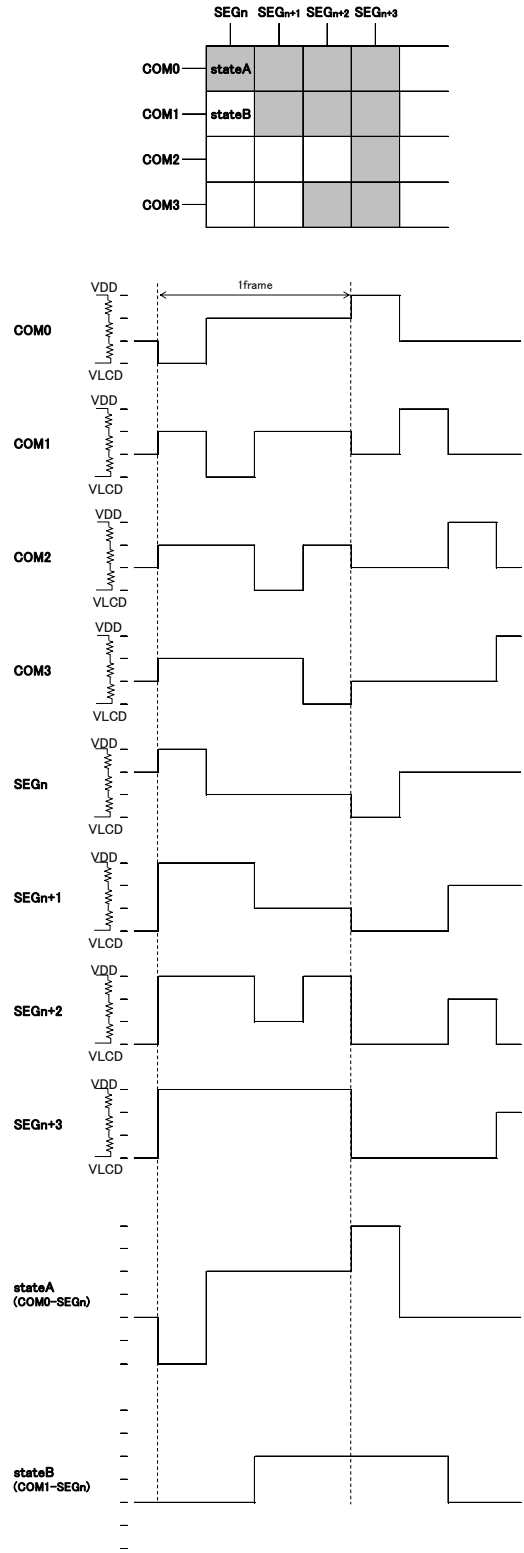 SEGn SEGn+1 SEGn+2 SEGn+3
COM0 stateA
COM1 stateB
COM2
COM3
VDD
1frame
COM0
VLCD
VDD
COM1
VLCD
VDD
COM2
VLCD
VDD
COM3
VLCD
VDD
SEGn
VLCD
VDD
SEGn+1
VLCD
VDD
SEGn+2
VLCD
VDD
SEGn+3
VLCD
stateA
(COM0-SEGn)
stateB
(COM1-SEGn)